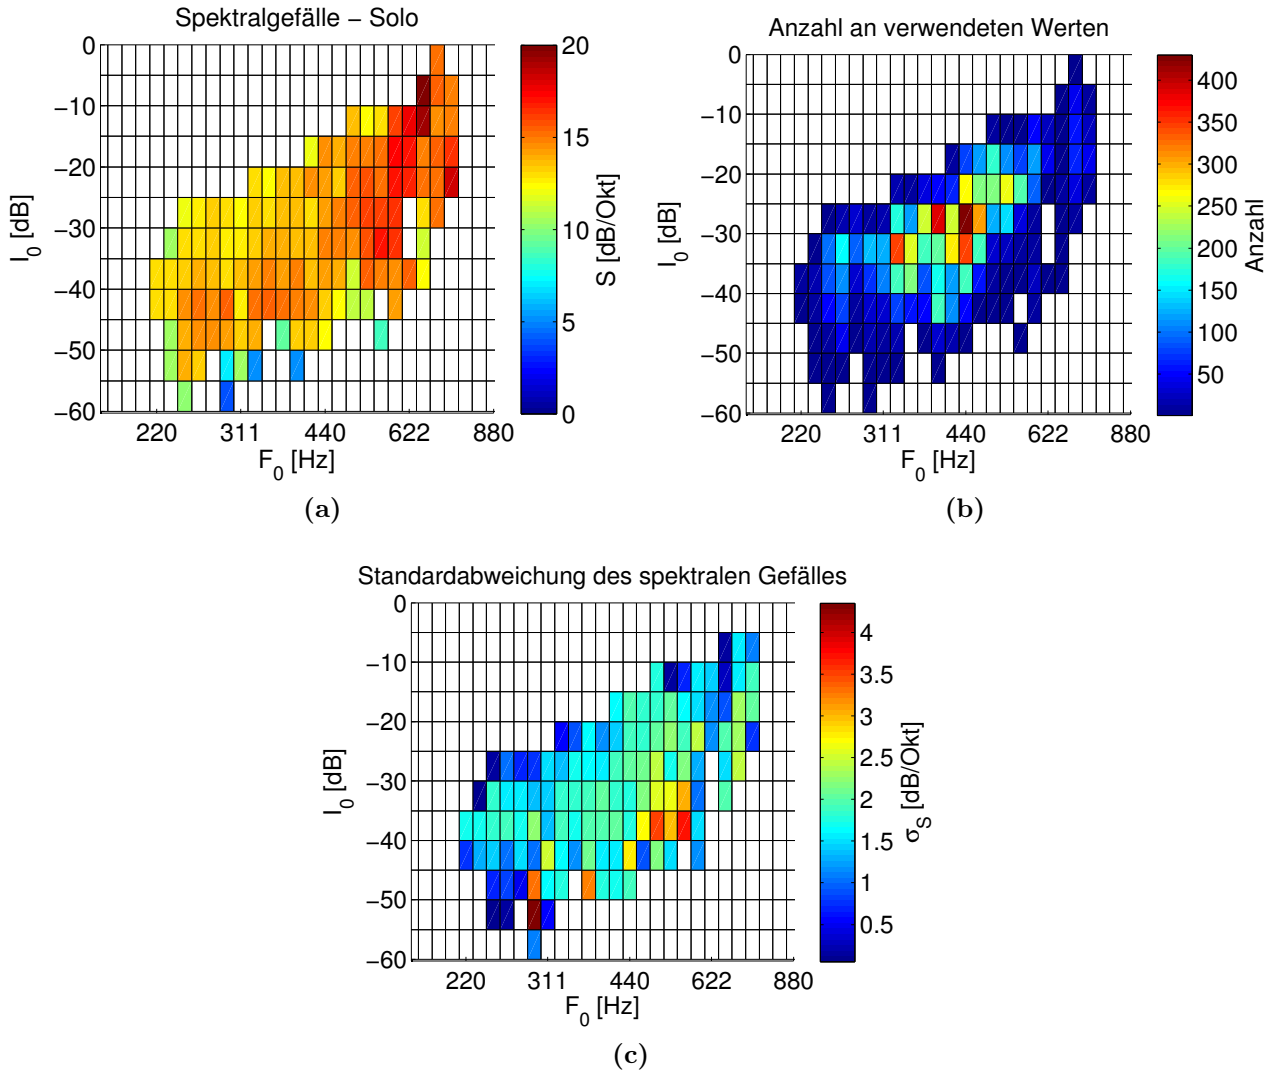 Spektralgefälle − Solo
0
−10
−20
−30
−40
−50
−60
I0 [dB]
220 311 440 622 880
F0 [Hz]
20
15
10
5
0
S [dB/Okt]
(a)
Anzahl an verwendeten Werten
0
−10
−20
−30
−40
−50
−60
I0 [dB]
220 311 440 622 880
F0 [Hz]
400
350
300
250
200
150
100
50
Anzahl
(b)
Standardabweichung des spektralen Gefälles
0
−10
−20
−30
−40
−50
−60
I0 [dB]
220 311 440 622 880
F0 [Hz]
4
3.5
3
2.5
2
1.5
1
0.5
σS [dB/Okt]
(c)